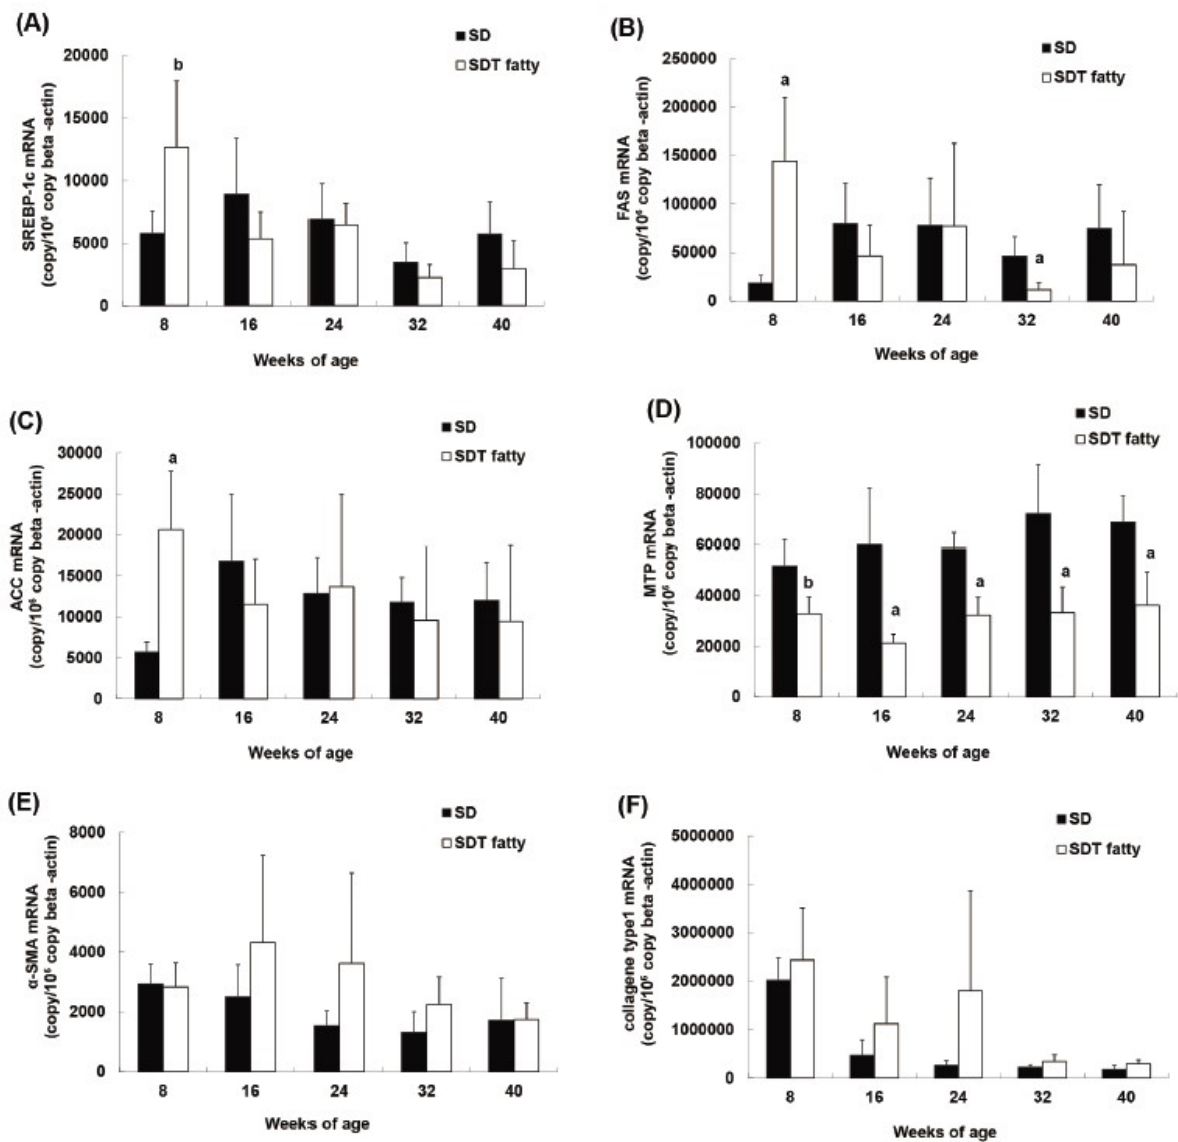 (A)
SD
SDT fatty
SREBP-1c mRNA
(copy/10⁶ copy beta -actin)
20000
15000
10000
5000
0
b
8 16 24 32 40
Weeks of age
(B)
SD
SDT fatty
FAS mRNA
(copy/10⁶ copy beta -actin)
250000
200000
150000
100000
50000
0
a
a
8 16 24 32 40
Weeks of age
(C)
SD
SDT fatty
ACC mRNA
(copy/10⁶ copy beta -actin)
30000
25000
20000
15000
10000
5000
0
a
8 16 24 32 40
Weeks of age
(D)
SD
SDT fatty
MTP mRNA
(copy/10⁶ copy beta -actin)
100000
80000
60000
40000
20000
0
b
a
a
a
a
8 16 24 32 40
Weeks of age
(E)
SD
SDT fatty
α-SMA mRNA
(copy/10⁶ copy beta -actin)
8000
6000
4000
2000
0
8 16 24 32 40
Weeks of age
(F)
SD
SDT fatty
collagene type1 mRNA
(copy/10⁶ copy beta -actin)
5000000
4000000
3000000
2000000
1000000
0
8 16 24 32 40
Weeks of age